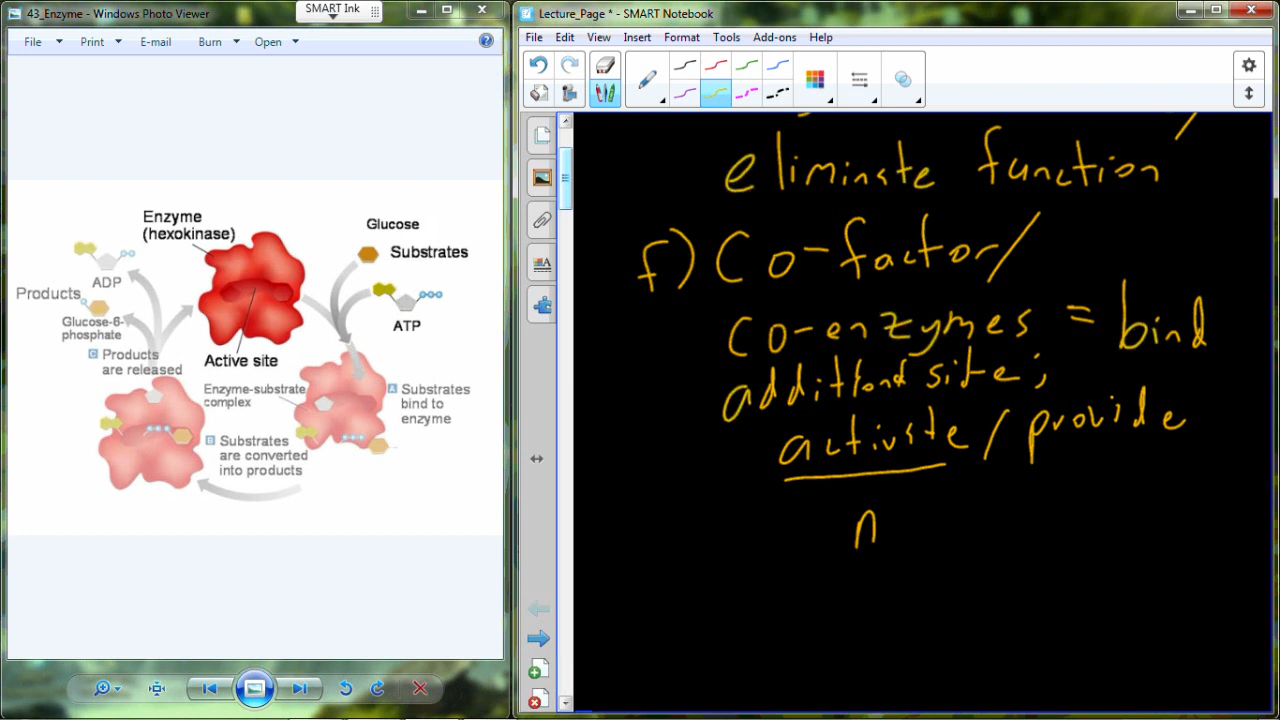 43_Enzyme - Windows Photo Viewer
SMART Ink
File Print E-mail Burn Open
Enzyme
(hexokinase)
Glucose
Substrates
ADP
Products
ATP
Glucose-6-
phosphate
Active site
C Products
are released
Enzyme-substrate
complex
A Substrates
bind to
enzyme
B Substrates
are converted
into products
Lecture_Page * - SMART Notebook
File Edit View Insert Format Tools Add-ons Help
eliminate function
f) Co-factor/
co-enzymes = bind
additional site;
activate / provide
n